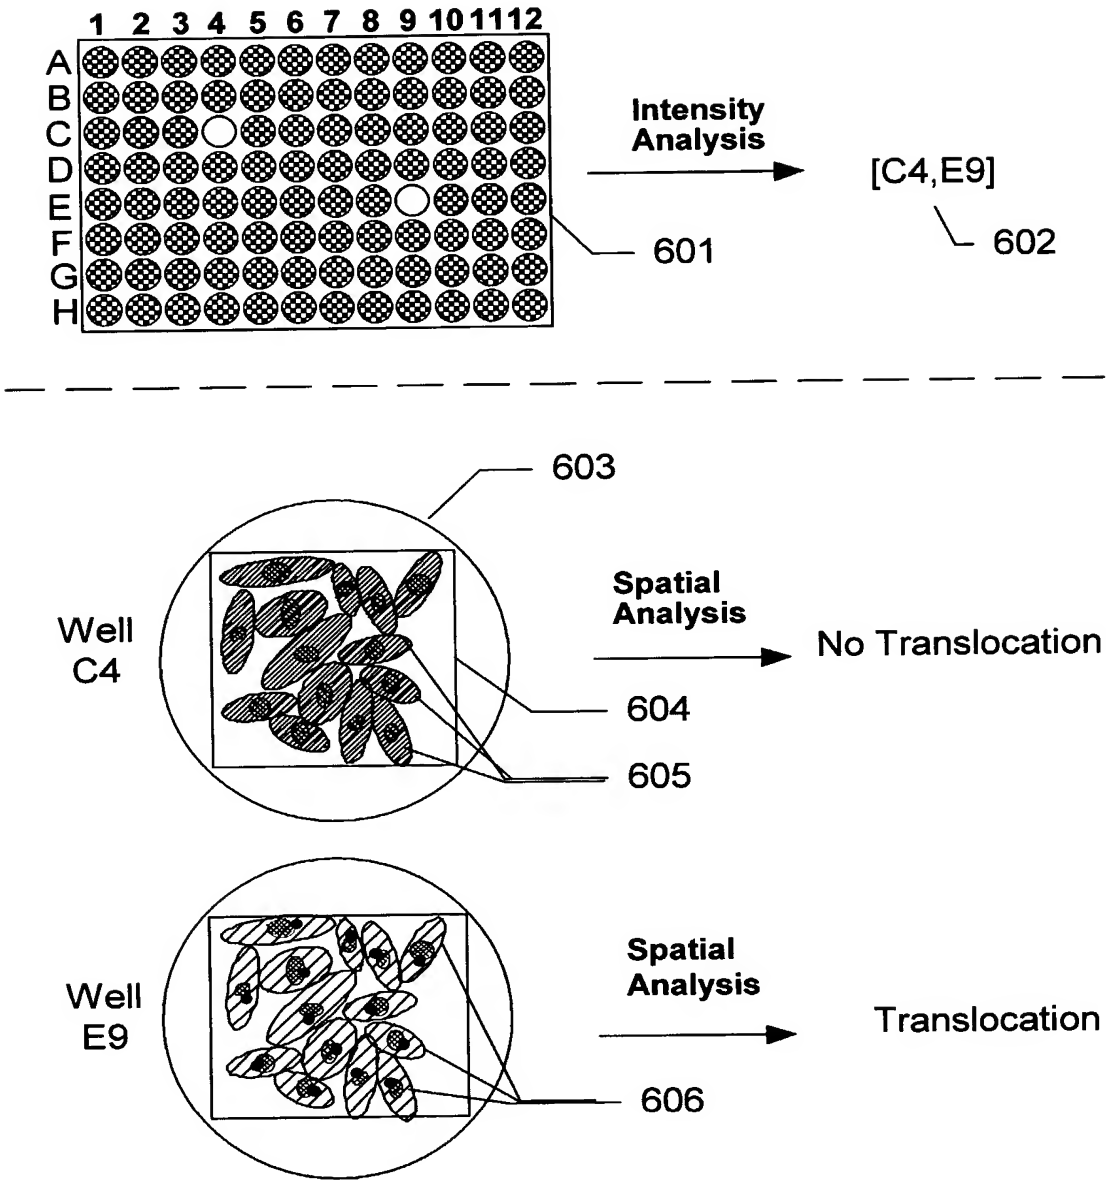 1 2 3 4 5 6 7 8 9 10 11 12
A
B
C
D
E
F
G
H
Intensity
Analysis
[C4,E9]
601
602
603
Well
C4
Spatial
Analysis
No Translocation
604
605
Well
E9
Spatial
Analysis
Translocation
606